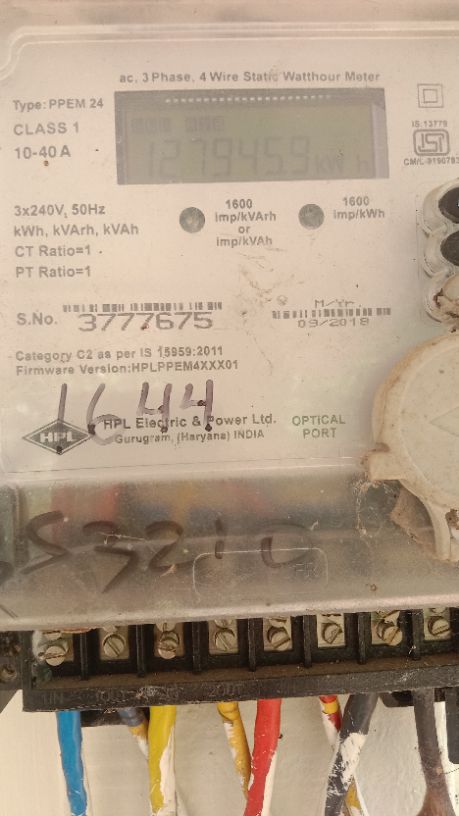 ac, 3 Phase, 4 Wire Static Watthour Meter
Type: PPEM 24
CLASS 1
10-40 A
IS 13779
ISI
3x240V, 50Hz
kWh, kVArh, kVAh
CT Ratio=1
PT Ratio=1
1600
imp/kVArh
or
imp/kVAh
1600
imp/kWh
S.No. 3777675
M/Yr.
09/2018
Category C2 as per IS 15959:2011
Firmware Version:HPLPPEM4XXX01
1644
HPL
HPL Electric & Power Ltd.
Gurugram, (Haryana) INDIA
OPTICAL
PORT